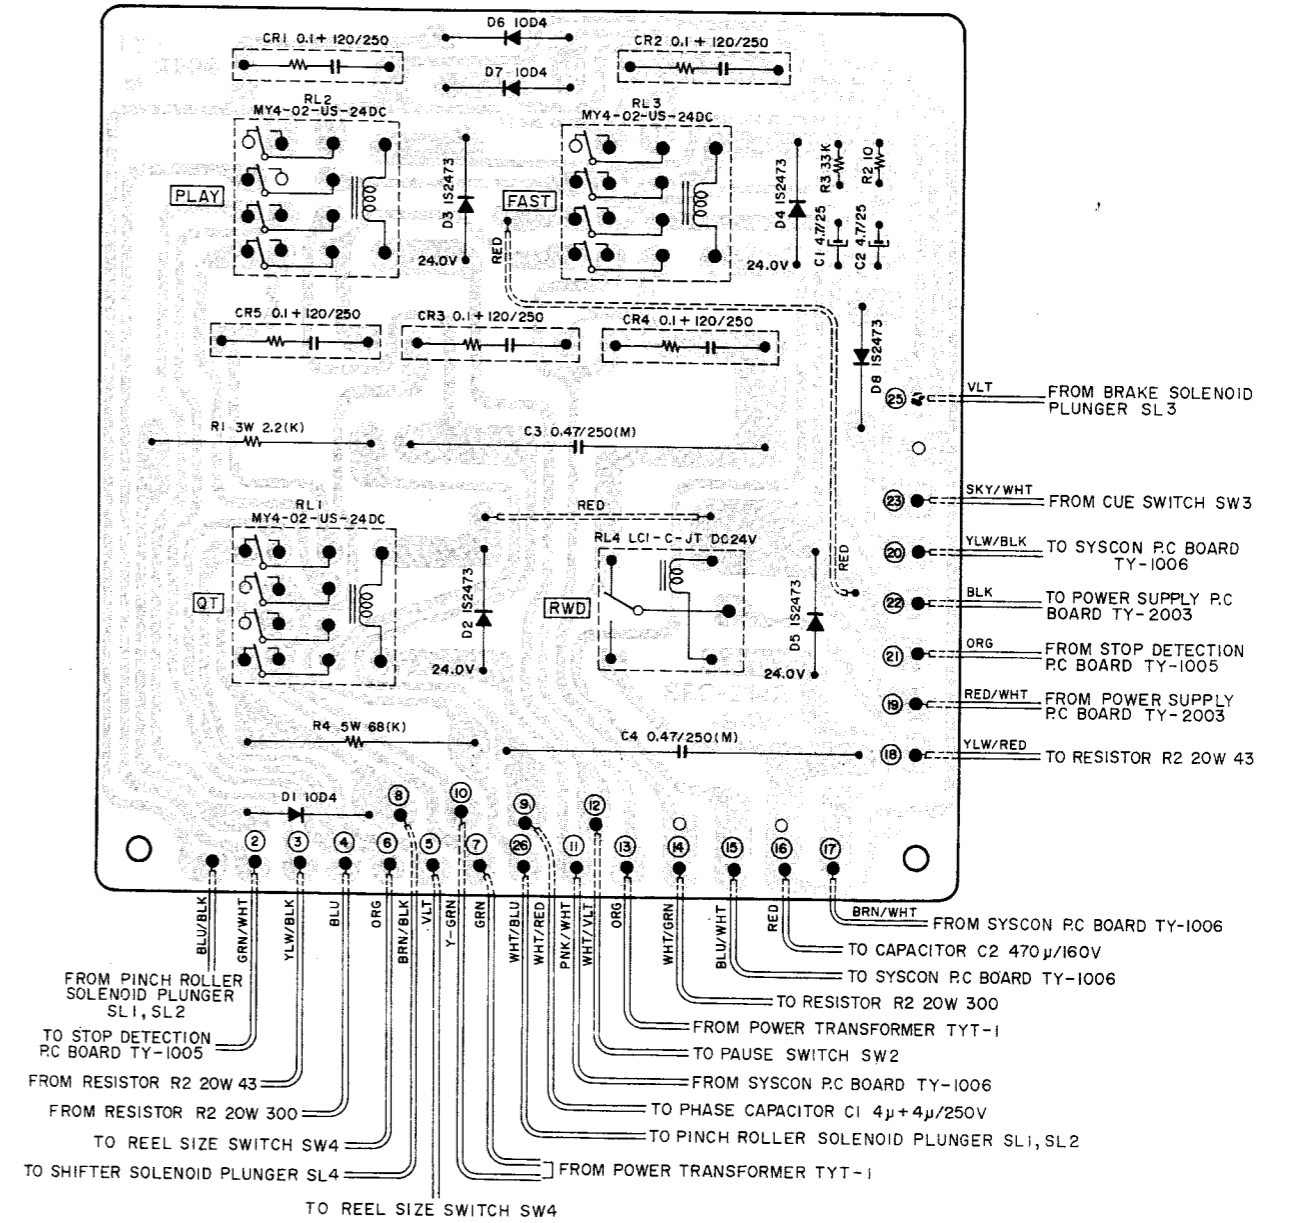 D6 10D4
CR1 0.1+120/250
CR2 0.1+120/250
D7 10D4
RL2
MY4-02-US-24DC
RL3
MY4-02-US-24DC
PLAY
D3 1S2473
24.0V
FAST
RED
D4 1S2473
24.0V
R3 33K
R2 10
C1 4.7/25
C2 4.7/25
CR5 0.1+120/250
CR3 0.1+120/250
CR4 0.1+120/250
D8 1S2473
25
VLT
FROM BRAKE SOLENOID
PLUNGER SL3
R1 3W 2.2(K)
C3 0.47/250(M)
23
SKY/WHT
FROM CUE SWITCH SW3
RL1
MY4-02-US-24DC
RED
RL4 LC1-C-JT DC24V
RED
20
YLW/BLK
TO SYSCON P.C BOARD
TY-1006
QT
D2 1S2473
24.0V
RWD
D5 1S2473
24.0V
22
BLK
TO POWER SUPPLY P.C
BOARD TY-2003
21
ORG
FROM STOP DETECTION
P.C BOARD TY-1005
19
RED/WHT
FROM POWER SUPPLY
P.C BOARD TY-2003
R4 5W 68(K)
C4 0.47/250(M)
18
YLW/RED
TO RESISTOR R2 20W 43
D1 10D4
8
10
9
12
2
3
4
6
5
7
26
11
13
14
15
16
17
BLU/BLK
GRN/WHT
YLW/BLK
BLU
ORG
BRN/BLK
VLT
Y-GRN
GRN
WHT/BLU
WHT/RED
PNK/WHT
WHT/VLT
ORG
WHT/GRN
BLU/WHT
RED
BRN/WHT
FROM SYSCON P.C BOARD TY-1006
TO CAPACITOR C2 470μ/160V
TO SYSCON P.C BOARD TY-1006
TO RESISTOR R2 20W 300
FROM POWER TRANSFORMER TYT-1
TO PAUSE SWITCH SW2
FROM SYSCON P.C BOARD TY-1006
TO PHASE CAPACITOR C1 4μ+4μ/250V
TO PINCH ROLLER SOLENOID PLUNGER SL1, SL2
FROM POWER TRANSFORMER TYT-1
FROM PINCH ROLLER
SOLENOID PLUNGER
SL1, SL2
TO STOP DETECTION
P.C BOARD TY-1005
FROM RESISTOR R2 20W 43
FROM RESISTOR R2 20W 300
TO REEL SIZE SWITCH SW4
TO SHIFTER SOLENOID PLUNGER SL4
TO REEL SIZE SWITCH SW4